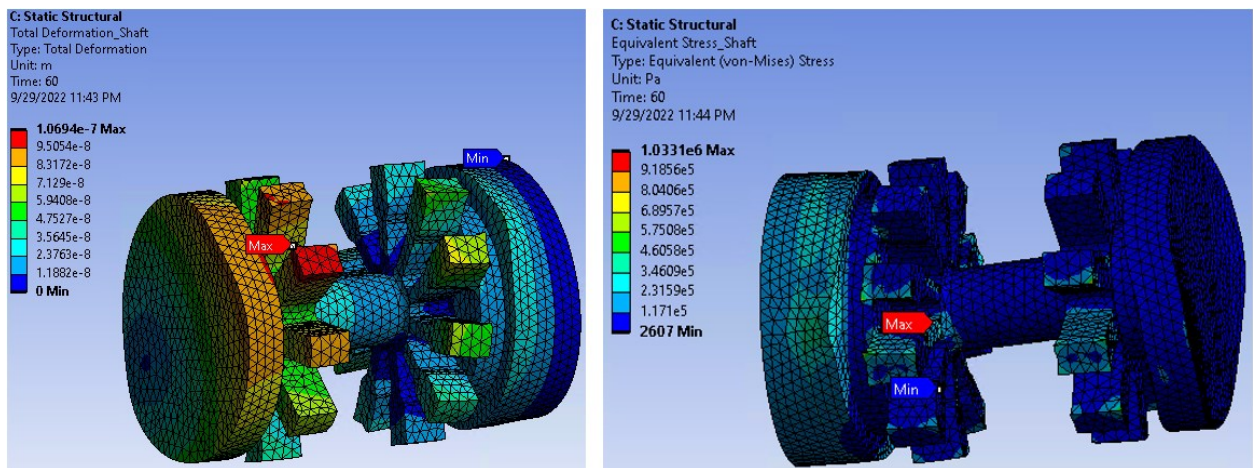 C: Static Structural
Total Deformation_Shaft
Type: Total Deformation
Unit: m
Time: 60
9/29/2022 11:43 PM
1.0694e-7 Max
9.5054e-8
8.3172e-8
7.129e-8
5.9408e-8
4.7527e-8
3.5645e-8
2.3763e-8
1.1882e-8
0 Min
Min
Max
C: Static Structural
Equivalent Stress_Shaft
Type: Equivalent (von-Mises) Stress
Unit: Pa
Time: 60
9/29/2022 11:44 PM
1.0331e6 Max
9.1856e5
8.0406e5
6.8957e5
5.7508e5
4.6058e5
3.4609e5
2.3159e5
1.171e5
2607 Min
Max
Min